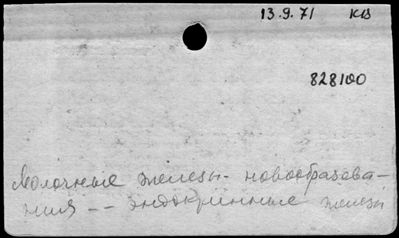 13.9.71 КВ
828100
Молочные железы - новообразова-
ния -- эндокринные железы